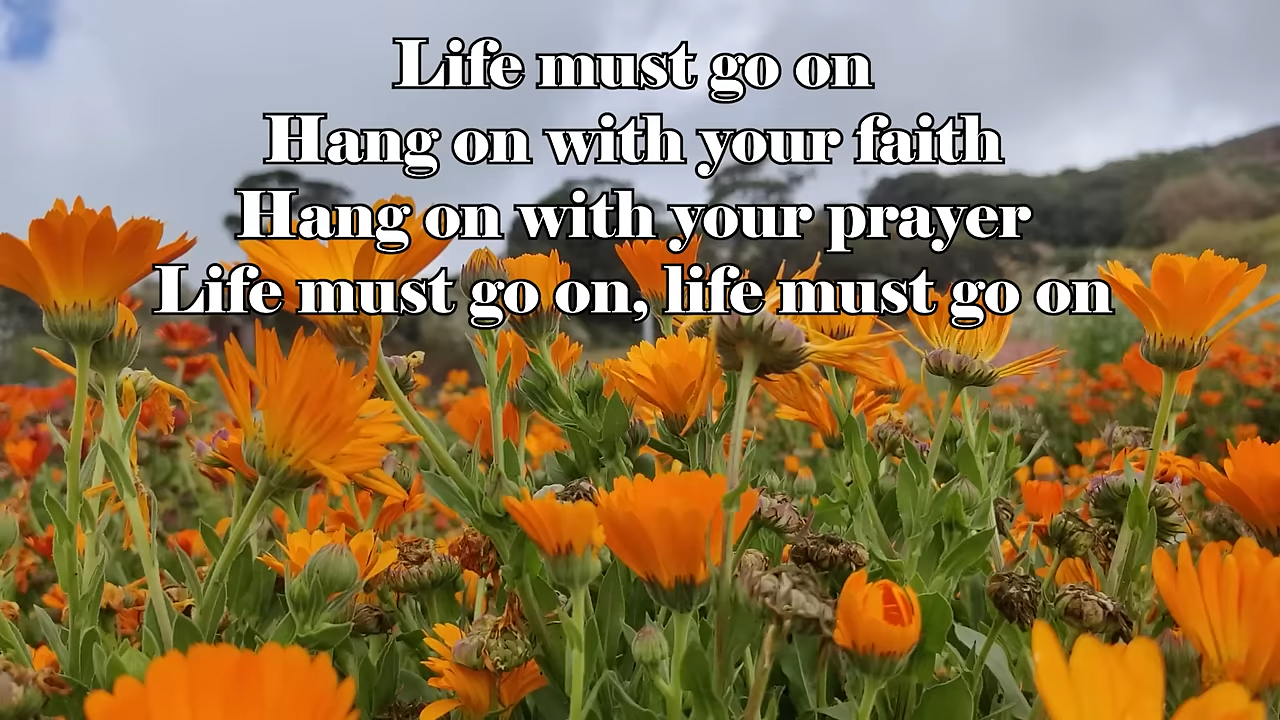 Life must go on
Hang on with your faith
Hang on with your prayer
Life must go on, life must go on